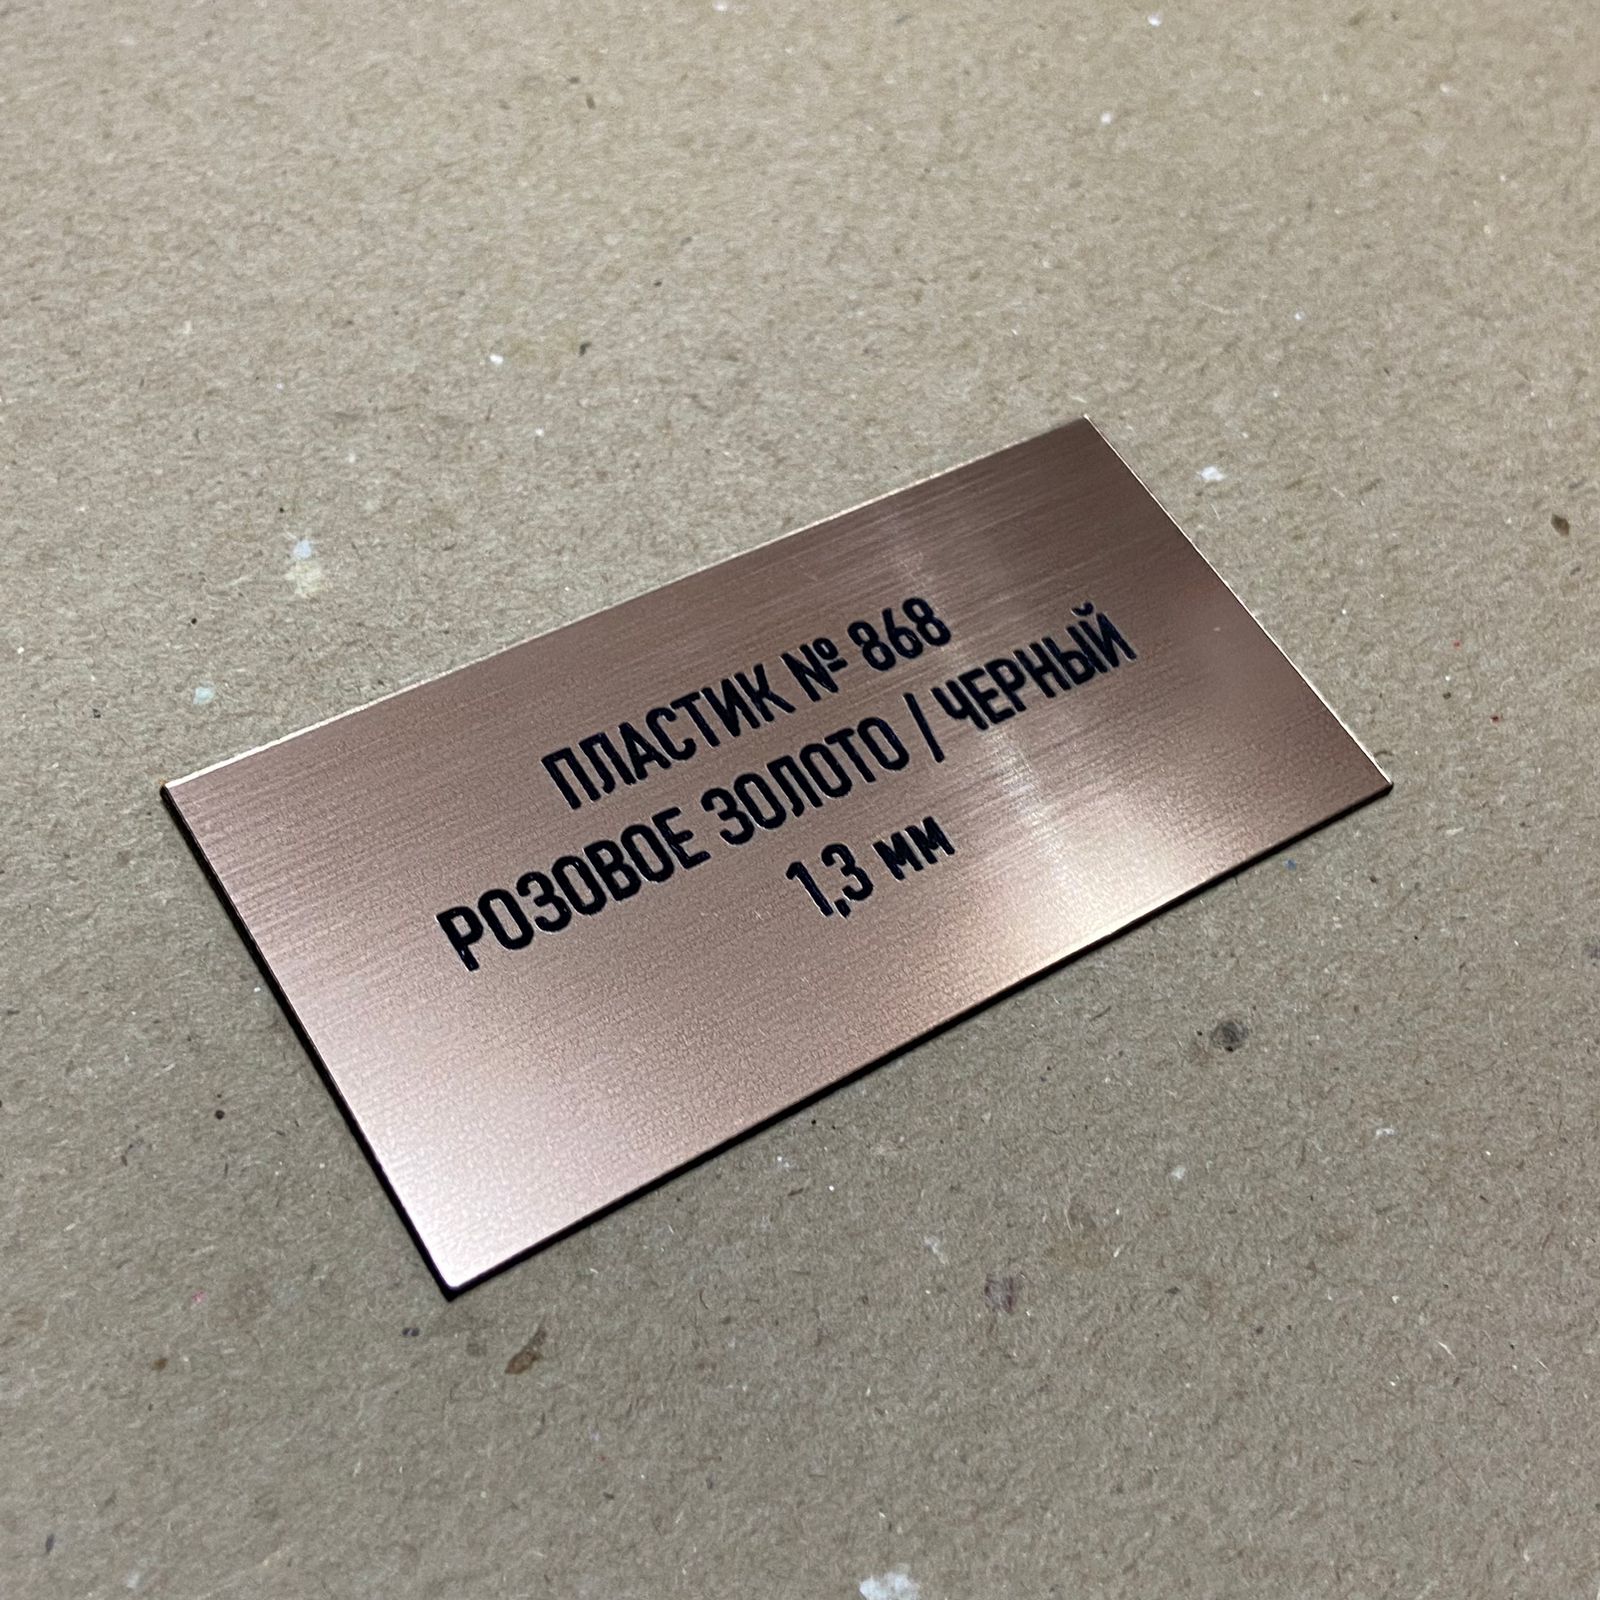 ПЛАСТИК № 868
РОЗОВОЕ ЗОЛОТО / ЧЕРНЫЙ
1,3 мм